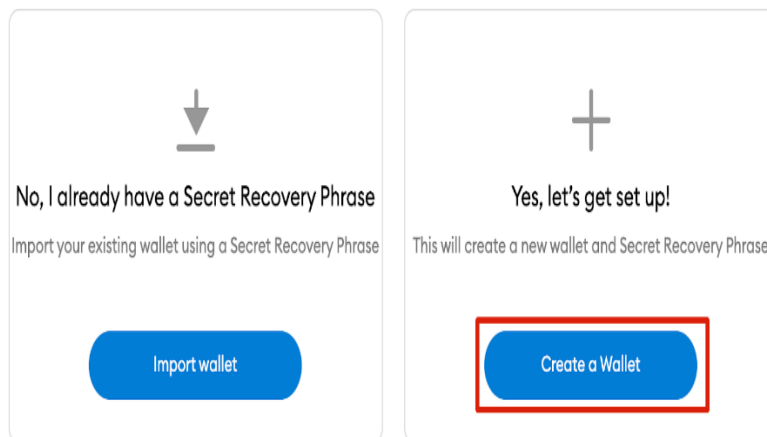 No, I already have a Secret Recovery Phrase
Import your existing wallet using a Secret Recovery Phrase
Import wallet
Yes, let's get set up!
This will create a new wallet and Secret Recovery Phrase
Create a Wallet